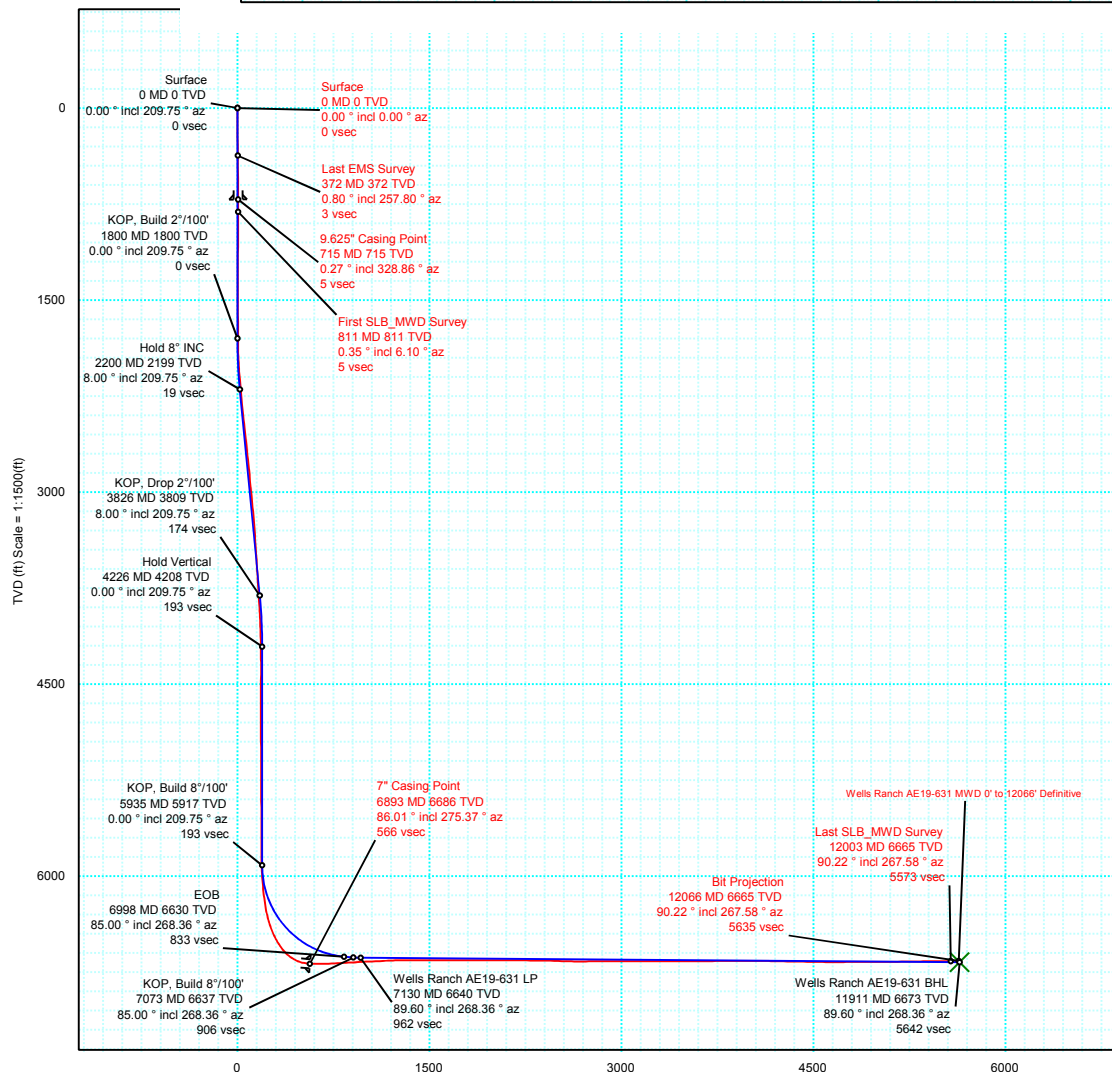 Surface
0 MD 0 TVD
0.00 ° incl 209.75 ° az
0 vsec
Surface
0 MD 0 TVD
0.00 ° incl 0.00 ° az
0 vsec
Last EMS Survey
372 MD 372 TVD
0.80 ° incl 257.80 ° az
3 vsec
9.625" Casing Point
715 MD 715 TVD
0.27 ° incl 328.86 ° az
5 vsec
First SLB_MWD Survey
811 MD 811 TVD
0.35 ° incl 6.10 ° az
5 vsec
KOP, Build 2°/100'
1800 MD 1800 TVD
0.00 ° incl 209.75 ° az
0 vsec
Hold 8° INC
2200 MD 2199 TVD
8.00 ° incl 209.75 ° az
19 vsec
KOP, Drop 2°/100'
3826 MD 3809 TVD
8.00 ° incl 209.75 ° az
174 vsec
Hold Vertical
4226 MD 4208 TVD
0.00 ° incl 209.75 ° az
193 vsec
KOP, Build 8°/100'
5935 MD 5917 TVD
0.00 ° incl 209.75 ° az
193 vsec
7" Casing Point
6893 MD 6686 TVD
86.01 ° incl 275.37 ° az
566 vsec
Wells Ranch AE19-631 MWD 0' to 12066' Definitive
Last SLB_MWD Survey
12003 MD 6665 TVD
90.22 ° incl 267.58 ° az
5573 vsec
Bit Projection
12066 MD 6665 TVD
90.22 ° incl 267.58 ° az
5635 vsec
EOB
6998 MD 6630 TVD
85.00 ° incl 268.36 ° az
833 vsec
KOP, Build 8°/100'
7073 MD 6637 TVD
85.00 ° incl 268.36 ° az
906 vsec
Wells Ranch AE19-631 LP
7130 MD 6640 TVD
89.60 ° incl 268.36 ° az
962 vsec
Wells Ranch AE19-631 BHL
11911 MD 6673 TVD
89.60 ° incl 268.36 ° az
5642 vsec
TVD (ft) Scale = 1:1500(ft)
0
1500
3000
4500
6000
0
1500
3000
4500
6000